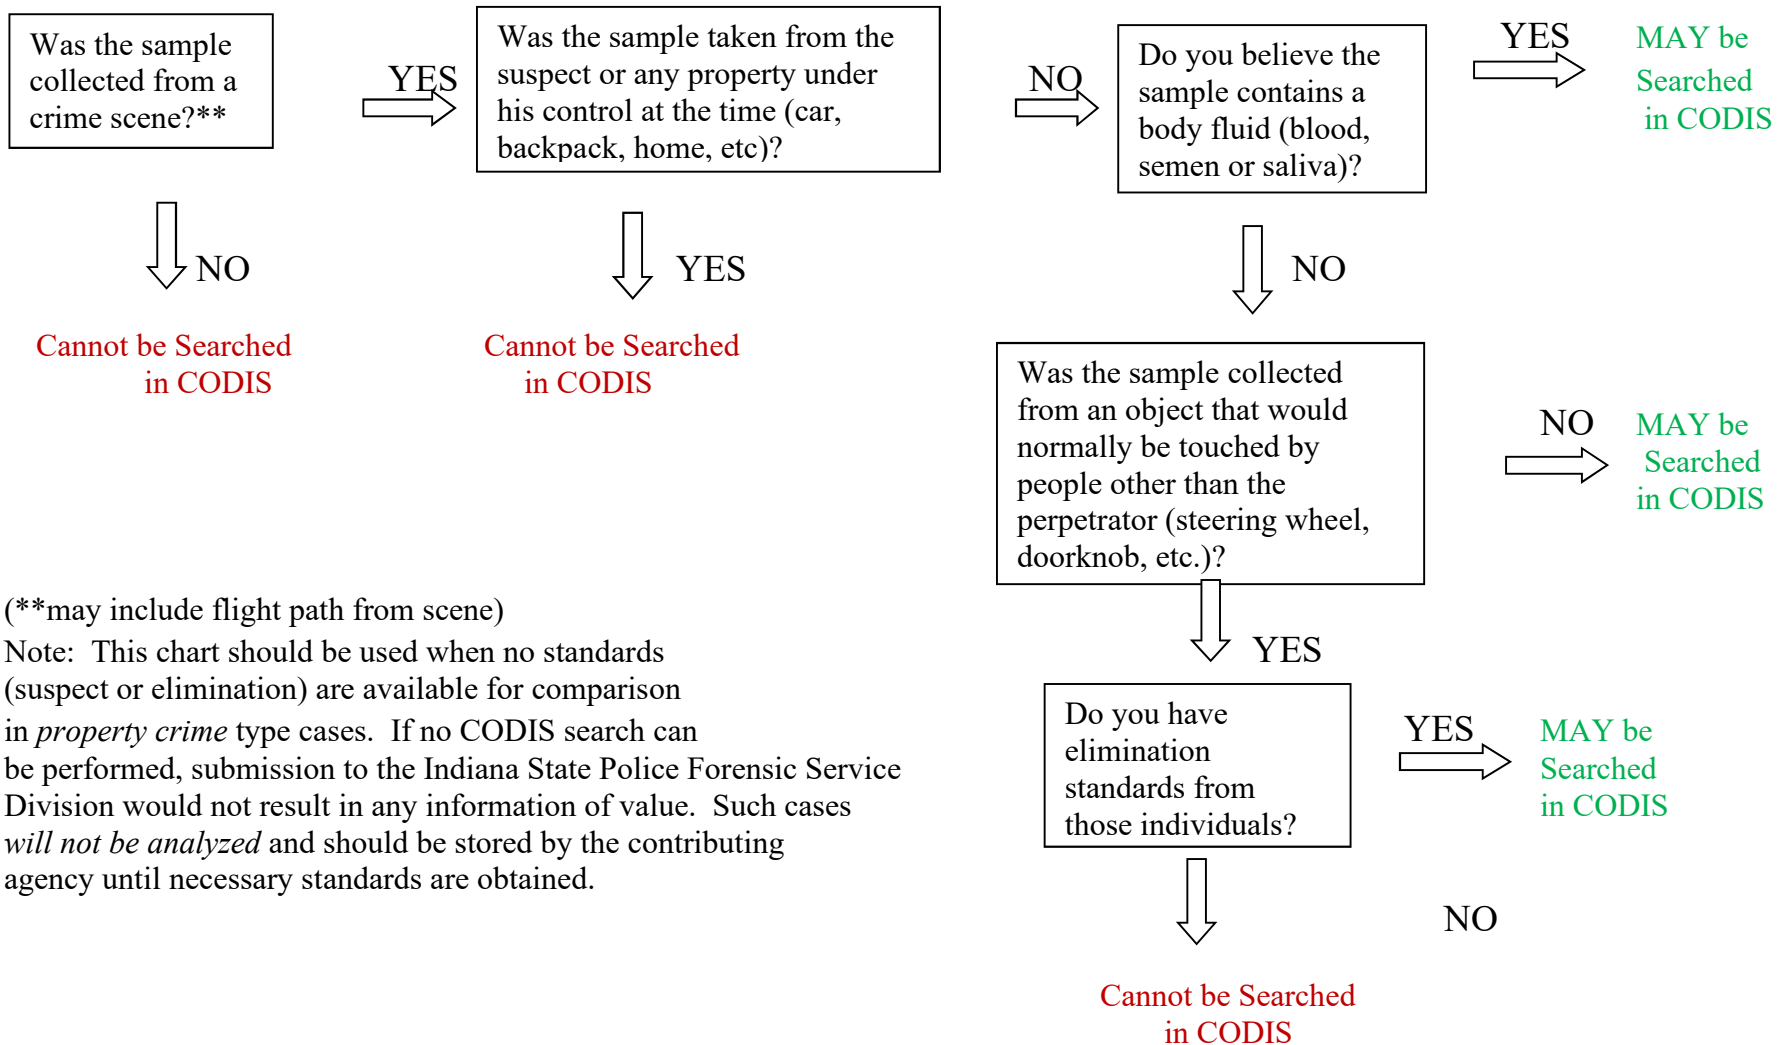 Was the sample
collected from a
crime scene?**
YES
Was the sample taken from the
suspect or any property under
his control at the time (car,
backpack, home, etc)?
NO
Do you believe the
sample contains a
body fluid (blood,
semen or saliva)?
YES
MAY be
Searched
in CODIS
NO
Cannot be Searched
in CODIS
YES
Cannot be Searched
in CODIS
NO
Was the sample collected
from an object that would
normally be touched by
people other than the
perpetrator (steering wheel,
doorknob, etc.)?
NO
MAY be
Searched
in CODIS
YES
Do you have
elimination
standards from
those individuals?
YES
MAY be
Searched
in CODIS
NO
Cannot be Searched
in CODIS
(**may include flight path from scene)
Note:  This chart should be used when no standards
(suspect or elimination) are available for comparison
in property crime type cases.  If no CODIS search can
be performed, submission to the Indiana State Police Forensic Service
Division would not result in any information of value.  Such cases
will not be analyzed and should be stored by the contributing
agency until necessary standards are obtained.